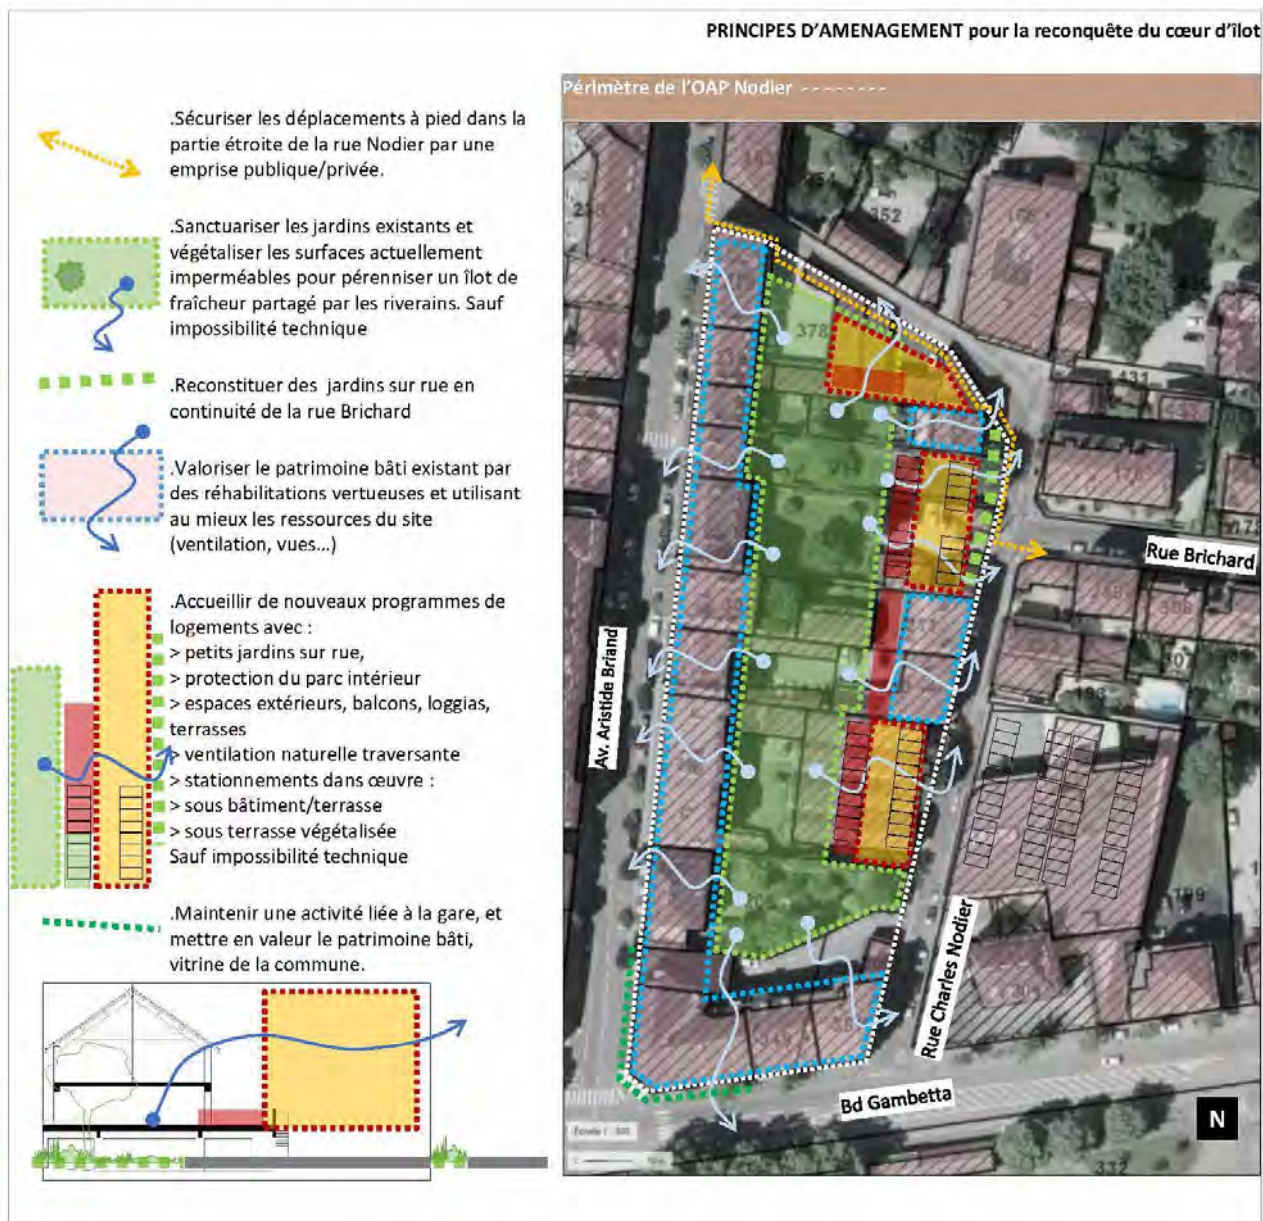 PRINCIPES D'AMENAGEMENT pour la reconquête du cœur d'îlot
Périmètre de l'OAP Nodier --------
.Sécuriser les déplacements à pied dans la
partie étroite de la rue Nodier par une
emprise publique/privée.
.Sanctuariser les jardins existants et
végétaliser les surfaces actuellement
imperméables pour pérenniser un îlot de
fraîcheur partagé par les riverains. Sauf
impossibilité technique
.Reconstituer des jardins sur rue en
continuité de la rue Brichard
.Valoriser le patrimoine bâti existant par
des réhabilitations vertueuses et utilisant
au mieux les ressources du site
(ventilation, vues...)
.Accueillir de nouveaux programmes de
logements avec :
> petits jardins sur rue,
> protection du parc intérieur
> espaces extérieurs, balcons, loggias,
terrasses
> ventilation naturelle traversante
> stationnements dans œuvre :
> sous bâtiment/terrasse
> sous terrasse végétalisée
Sauf impossibilité technique
.Maintenir une activité liée à la gare, et
mettre en valeur le patrimoine bâti,
vitrine de la commune.
352
378
431
Rue Brichard
Av. Aristide Briand
Rue Charles Nodier
Bd Gambetta
N
332